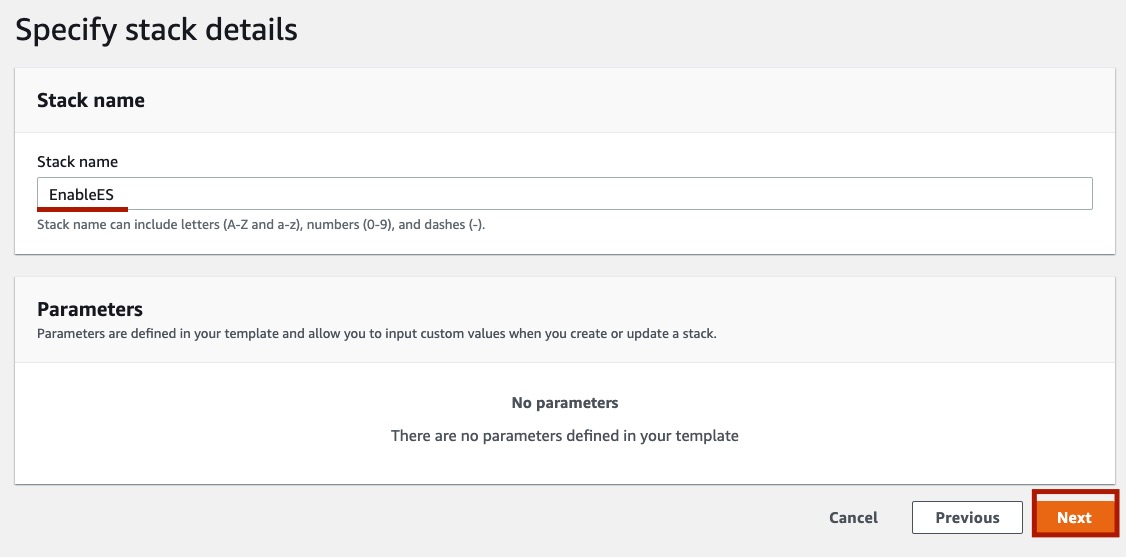 Specify stack details
Stack name
Stack name
EnableES
Stack name can include letters (A-Z and a-z), numbers (0-9), and dashes (-).
Parameters
Parameters are defined in your template and allow you to input custom values when you create or update a stack.
No parameters
There are no parameters defined in your template
Cancel Previous Next